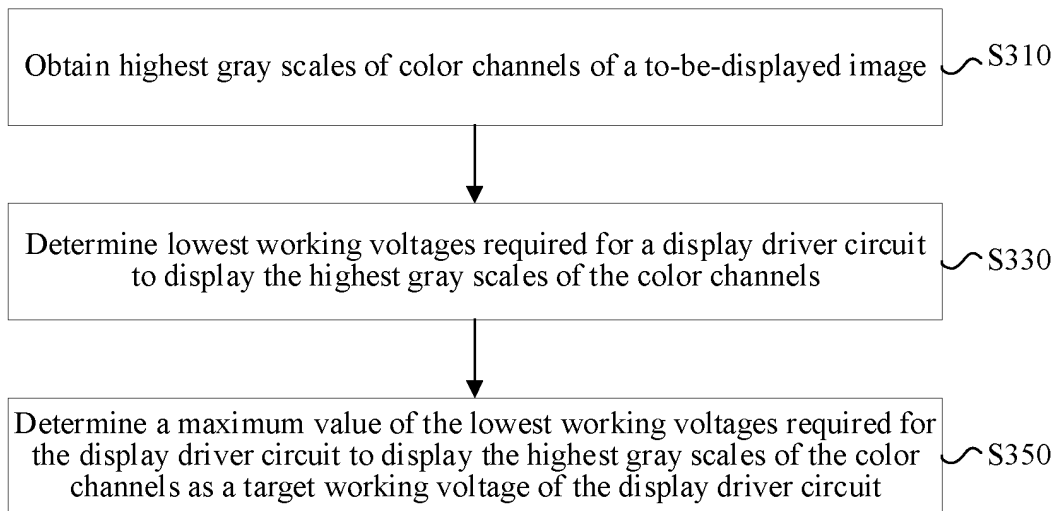 Obtain highest gray scales of color channels of a to-be-displayed image
S310
Determine lowest working voltages required for a display driver circuit
to display the highest gray scales of the color channels
S330
Determine a maximum value of the lowest working voltages required for
the display driver circuit to display the highest gray scales of the color
channels as a target working voltage of the display driver circuit
S350